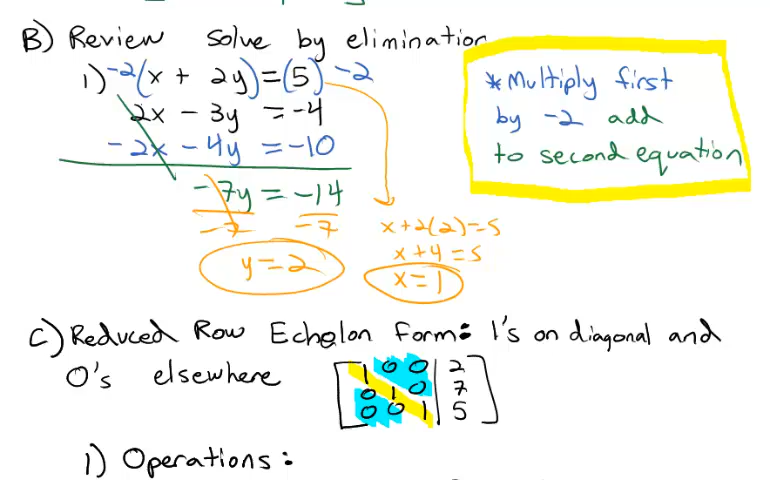 B) Review solve by elimination
1) -2(x + 2y) = (5) -2
2x - 3y = -4
-2x - 4y = -10
-7y = -14
-7 -7
y = 2
x + 2(2) = 5
x + 4 = 5
x = 1
*Multiply first
by -2 add
to second equation
C) Reduced Row Echelon Form: 1's on diagonal and
0's elsewhere
1 0 0 | 2
0 1 0 | 7
0 0 1 | 5
1) Operations: